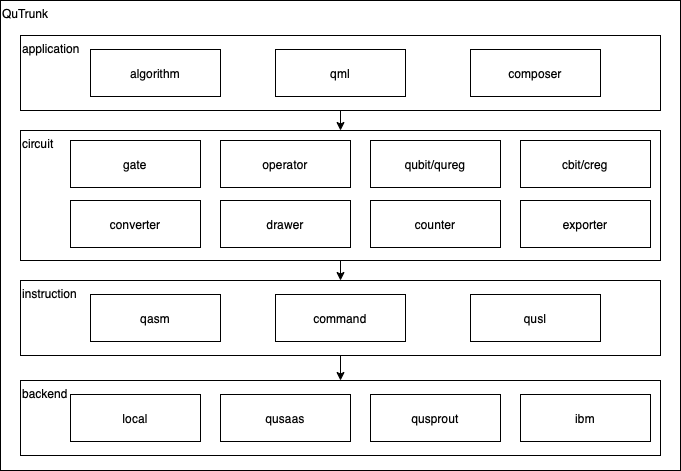 QuTrunk
application
algorithm
qml
composer
circuit
gate
operator
qubit/qureg
cbit/creg
converter
drawer
counter
exporter
instruction
qasm
command
qusl
backend
local
qusaas
qusprout
ibm